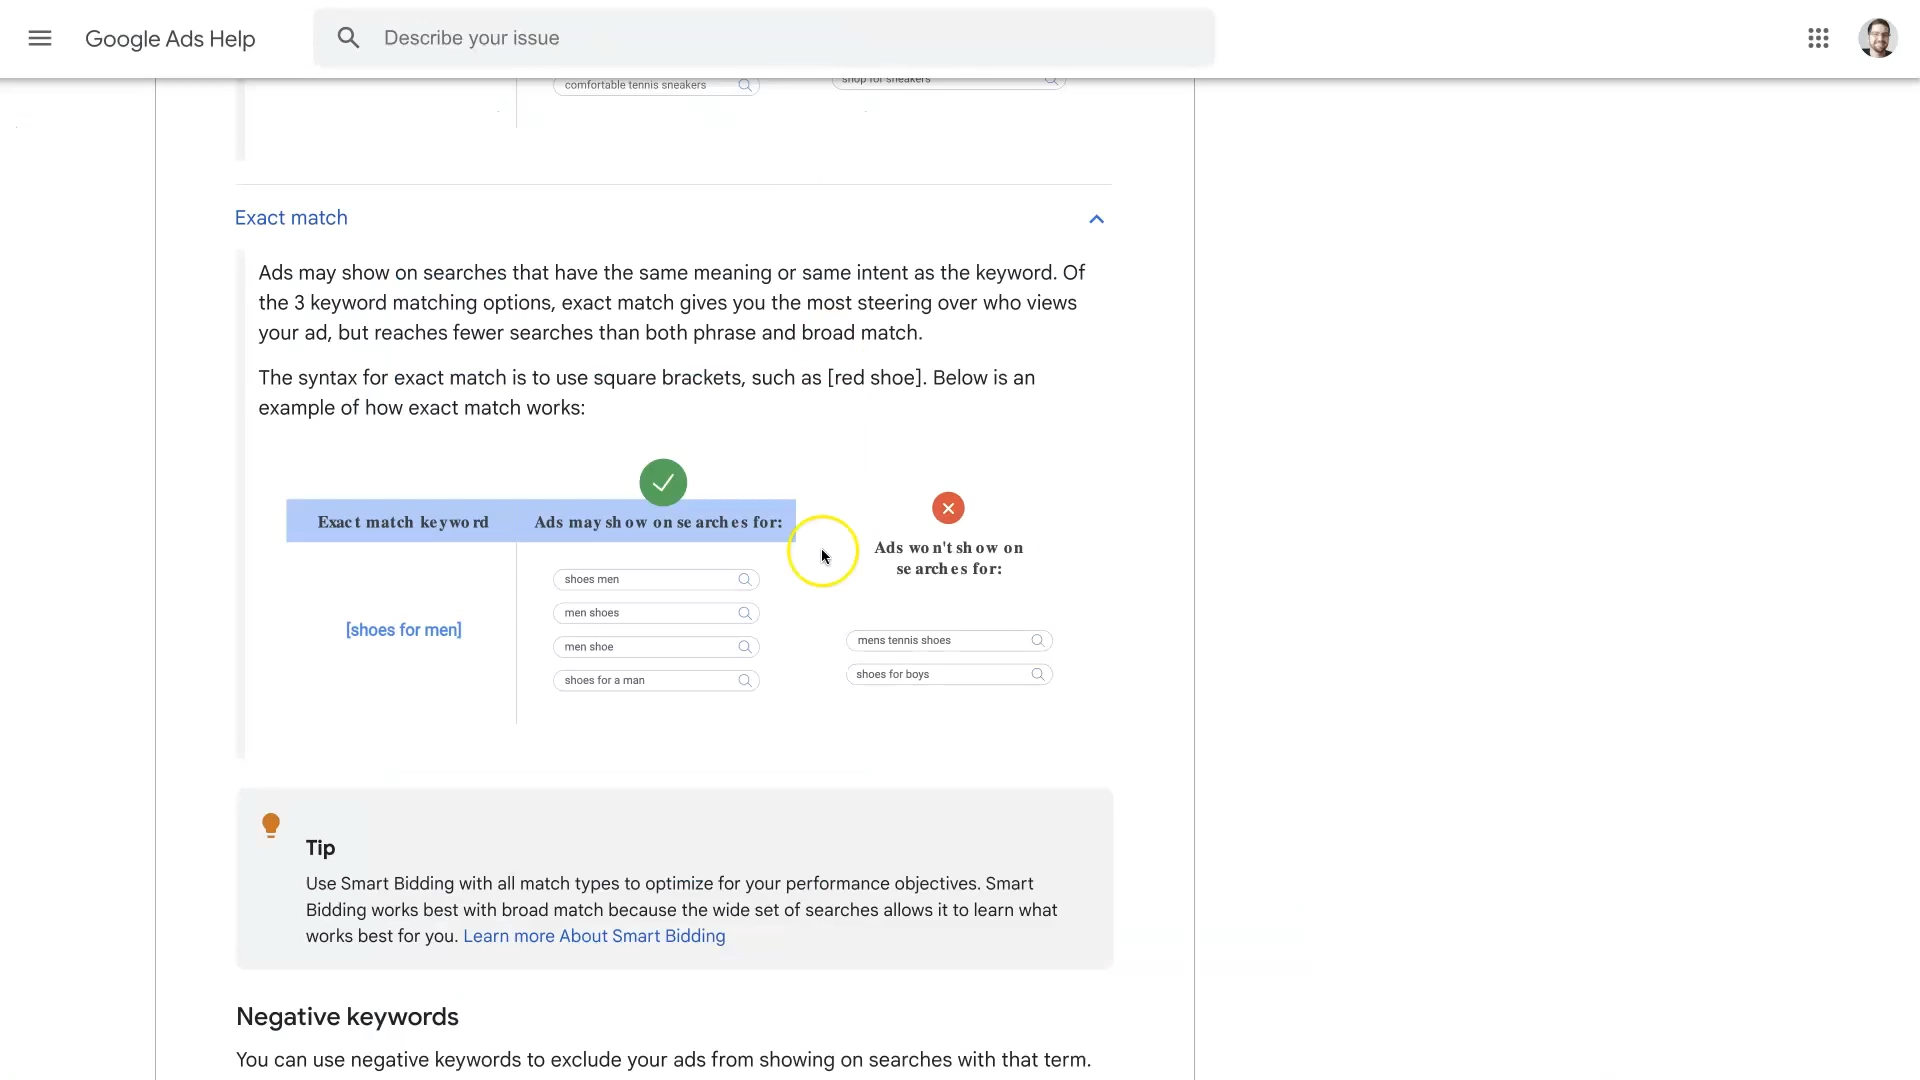 Google Ads Help
Describe your issue
comfortable tennis sneakers
shop for sneakers
Exact match
Ads may show on searches that have the same meaning or same intent as the keyword. Of
the 3 keyword matching options, exact match gives you the most steering over who views
your ad, but reaches fewer searches than both phrase and broad match.
The syntax for exact match is to use square brackets, such as [red shoe]. Below is an
example of how exact match works:
Exact match keyword
Ads may show on searches for:
Ads won't show on
searches for:
[shoes for men]
shoes men
men shoes
men shoe
shoes for a man
mens tennis shoes
shoes for boys
Tip
Use Smart Bidding with all match types to optimize for your performance objectives. Smart
Bidding works best with broad match because the wide set of searches allows it to learn what
works best for you. Learn more About Smart Bidding
Negative keywords
You can use negative keywords to exclude your ads from showing on searches with that term.